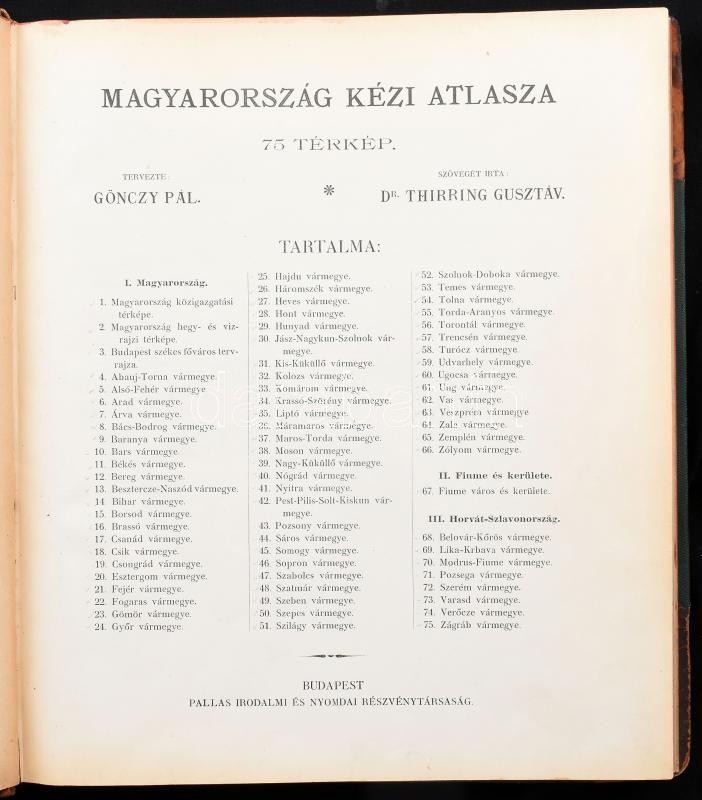 MAGYARORSZÁG KÉZI ATLASZA
75 TÉRKÉP.
TERVEZTE:
GÖNCZY PÁL.
SZÖVEGÉT IRTA:
DR. THIRRING GUSZTÁV.
TARTALMA:
I. Magyarország.
1. Magyarország közigazgatási
térképe.
2. Magyarország hegy- és viz-
rajzi térképe.
3. Budapest székes főváros terv-
rajza.
4. Abauj-Torna vármegye.
5. Alsó-Fehér vármegye
6. Arad vármegye.
7. Árva vármegye.
8. Bács-Bodrog vármegye.
9. Baranya vármegye.
10. Bars vármegye.
11. Békés vármegye.
12. Bereg vármegye.
13. Besztercze-Naszód vármegye.
14. Bihar vármegye.
15. Borsod vármegye.
16. Brassó vármegye.
17. Csanád vármegye.
18. Csik vármegye.
19. Csongrád vármegye.
20. Esztergom vármegye.
21. Fejér vármegye.
22. Fogaras vármegye.
23. Gömör vármegye.
24. Győr vármegye.
25. Hajdu vármegye.
26. Háromszék vármegye.
27. Heves vármegye.
28. Hont vármegye.
29. Hunyad vármegye.
30. Jász-Nagykun-Szolnok vár-
megye.
31. Kis-Küküllő vármegye.
32. Kolozs vármegye.
33. Komárom vármegye.
34. Krassó-Szörény vármegye.
35. Liptó vármegye.
36. Máramaros vármegye.
37. Maros-Torda vármegye.
38. Moson vármegye.
39. Nagy-Küküllő vármegye.
40. Nógrád vármegye.
41. Nyitra vármegye.
42. Pest-Pilis-Solt-Kiskun vár-
megye.
43. Pozsony vármegye.
44. Sáros vármegye.
45. Somogy vármegye.
46. Sopron vármegye.
47. Szabolcs vármegye.
48. Szatmár vármegye.
49. Szeben vármegye.
50. Szepes vármegye.
51. Szilágy vármegye.
52. Szolnok-Doboka vármegye.
53. Temes vármegye.
54. Tolna vármegye.
55. Torda-Aranyos vármegye.
56. Torontál vármegye.
57. Trencsén vármegye.
58. Turócz vármegye.
59. Udvarhely vármegye.
60. Ugocsa vármegye.
61. Ung vármegye.
62. Vas vármegye.
63. Veszprém vármegye
64. Zala vármegye.
65. Zemplén vármegye.
66. Zólyom vármegye.
II. Fiume és kerülete.
67. Fiume város és kerülete.
III. Horvát-Szlavonország.
68. Belovár-Kőrös vármegye.
69. Lika-Krbava vármegye.
70. Modrus-Fiume vármegye.
71. Pozsega vármegye.
72. Szerém vármegye.
73. Varasd vármegye.
74. Verőcze vármegye.
75. Zágráb vármegye.
BUDAPEST
PALLAS IRODALMI ÉS NYOMDAI RÉSZVÉNYTÁRSASÁG.